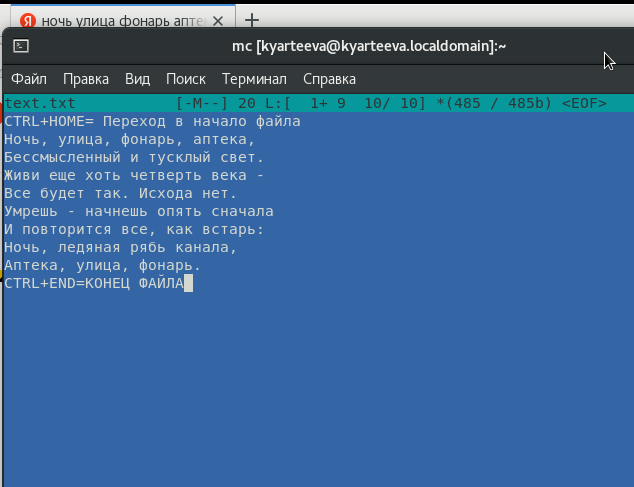 Я ночь улица фонарь апте
mc [kyarteeva@kyarteeva.localdomain]:~
Файл Правка Вид Поиск Терминал Справка
text.txt [-M--] 20 L:[ 1+ 9 10/ 10] *(485 / 485b) <EOF>
CTRL+HOME= Переход в начало файла
Ночь, улица, фонарь, аптека,
Бессмысленный и тусклый свет.
Живи еще хоть четверть века -
Все будет так. Исхода нет.
Умрешь - начнешь опять сначала
И повторится все, как встарь:
Ночь, ледяная рябь канала,
Аптека, улица, фонарь.
CTRL+END=КОНЕЦ ФАЙЛА